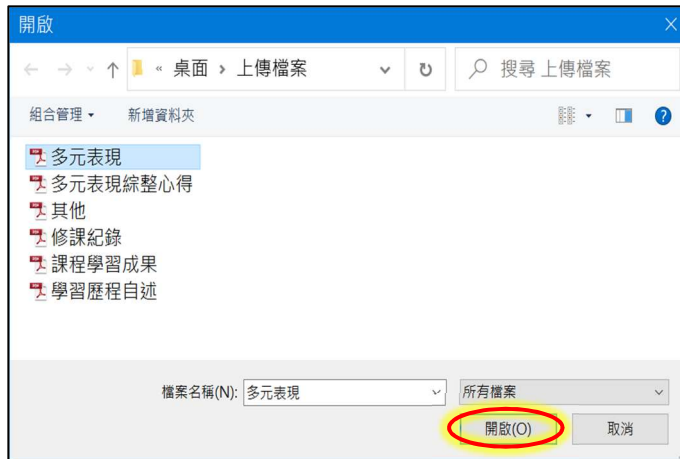 開啟
« 桌面 › 上傳檔案
搜尋 上傳檔案
組合管理 新增資料夾
多元表現
多元表現綜整心得
其他
修課紀錄
課程學習成果
學習歷程自述
檔案名稱(N): 多元表現 所有檔案
開啟(O) 取消